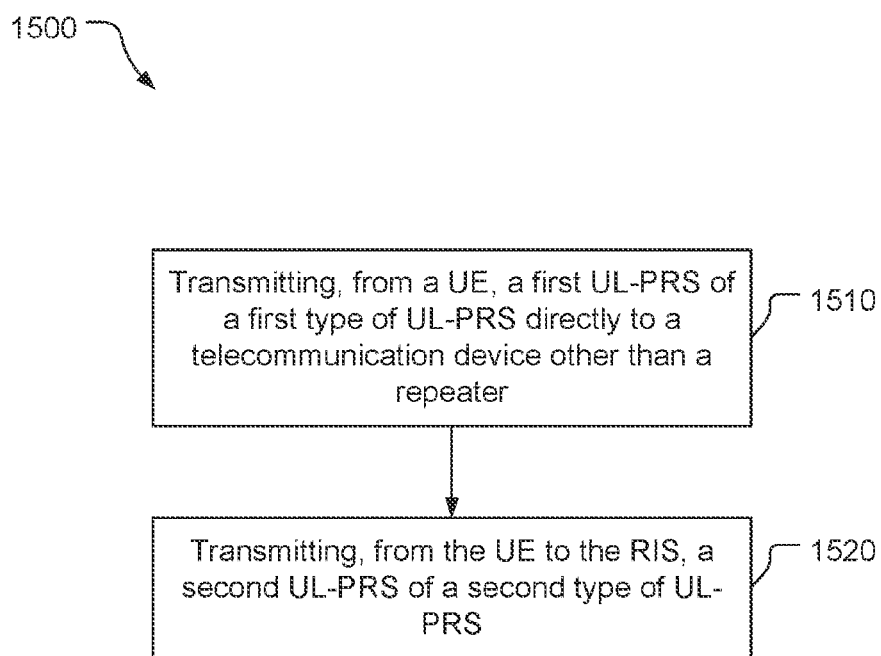 1500
Transmitting, from a UE, a first UL-PRS of
a first type of UL-PRS directly to a
telecommunication device other than a
repeater
1510
Transmitting, from the UE to the RIS, a
second UL-PRS of a second type of UL-
PRS
1520